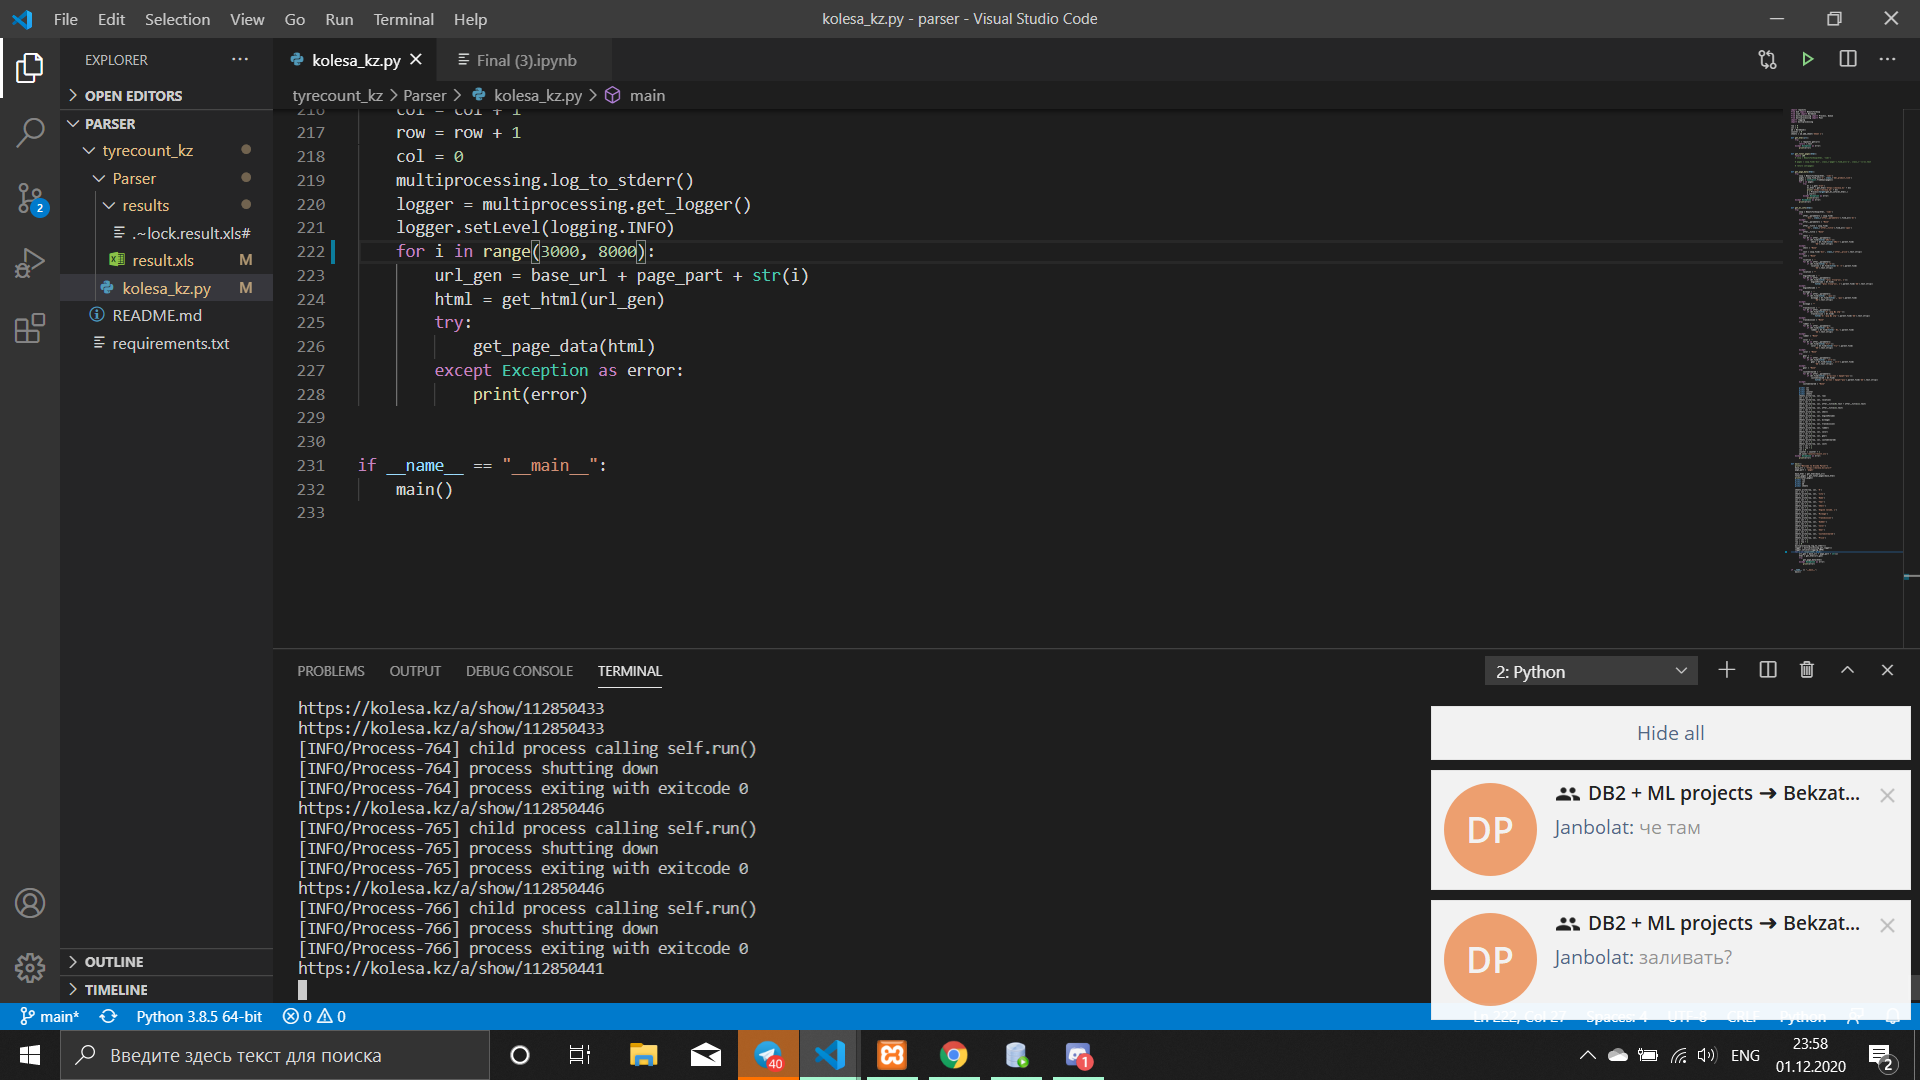 File Edit Selection View Go Run Terminal Help
kolesa_kz.py - parser - Visual Studio Code
EXPLORER
OPEN EDITORS
PARSER
tyrecount_kz
Parser
results
.~lock.result.xls#
result.xls M
kolesa_kz.py M
README.md
requirements.txt
OUTLINE
TIMELINE
2
kolesa_kz.py
Final (3).ipynb
tyrecount_kz > Parser > kolesa_kz.py > main
216 col = col + 1
217 row = row + 1
218 col = 0
219 multiprocessing.log_to_stderr()
220 logger = multiprocessing.get_logger()
221 logger.setLevel(logging.INFO)
222 for i in range(3000, 8000):
223 url_gen = base_url + page_part + str(i)
224 html = get_html(url_gen)
225 try:
226 get_page_data(html)
227 except Exception as error:
228 print(error)
229
230
231 if __name__ == "__main__":
232 main()
233
PROBLEMS OUTPUT DEBUG CONSOLE TERMINAL
2: Python
https://kolesa.kz/a/show/112850433
https://kolesa.kz/a/show/112850433
[INFO/Process-764] child process calling self.run()
[INFO/Process-764] process shutting down
[INFO/Process-764] process exiting with exitcode 0
https://kolesa.kz/a/show/112850446
[INFO/Process-765] child process calling self.run()
[INFO/Process-765] process shutting down
[INFO/Process-765] process exiting with exitcode 0
https://kolesa.kz/a/show/112850446
[INFO/Process-766] child process calling self.run()
[INFO/Process-766] process shutting down
[INFO/Process-766] process exiting with exitcode 0
https://kolesa.kz/a/show/112850441
Hide all
DP
DB2 + ML projects ➜ Bekzat...
Janbolat: че там
DP
DB2 + ML projects ➜ Bekzat...
Janbolat: заливать?
main* Python 3.8.5 64-bit 0 0
Ln 222, Col 27 Spaces: 4 UTF-8 CRLF Python
Введите здесь текст для поиска
40
1
ENG
23:58
01.12.2020
2